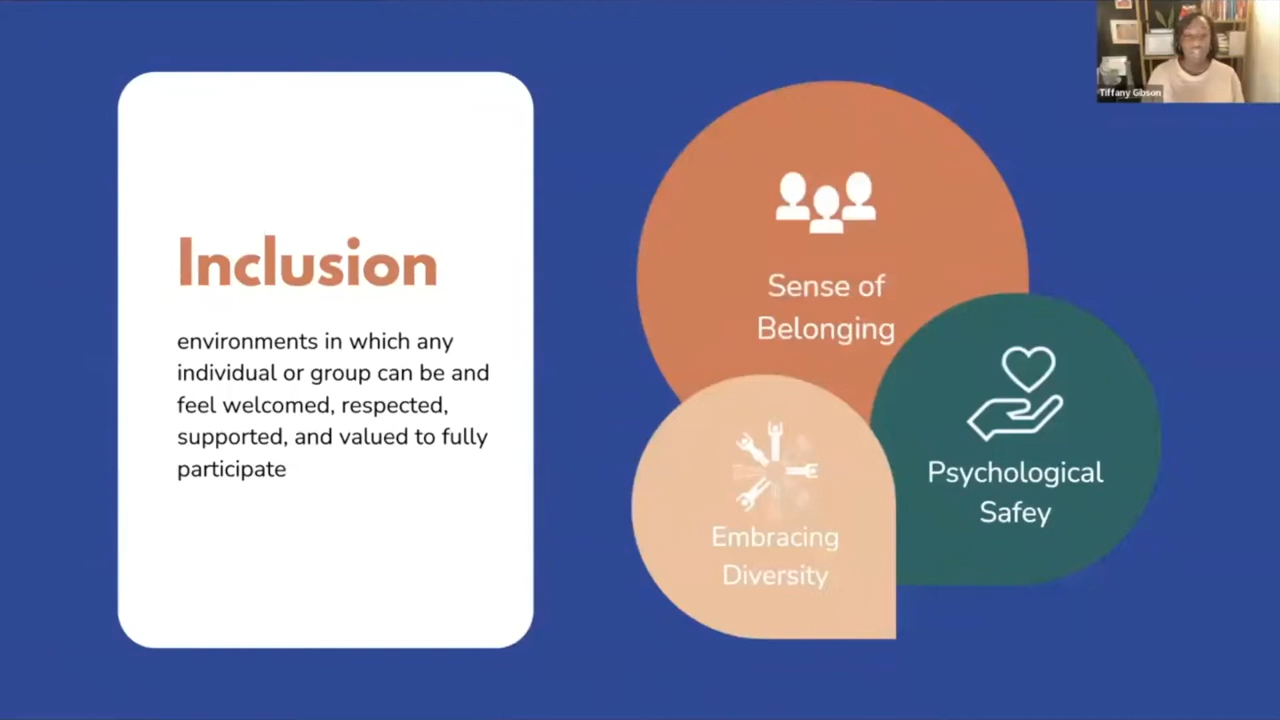 Inclusion
environments in which any
individual or group can be and
feel welcomed, respected,
supported, and valued to fully
participate
Sense of
Belonging
Psychological
Safey
Embracing
Diversity
Tiffany Gibson